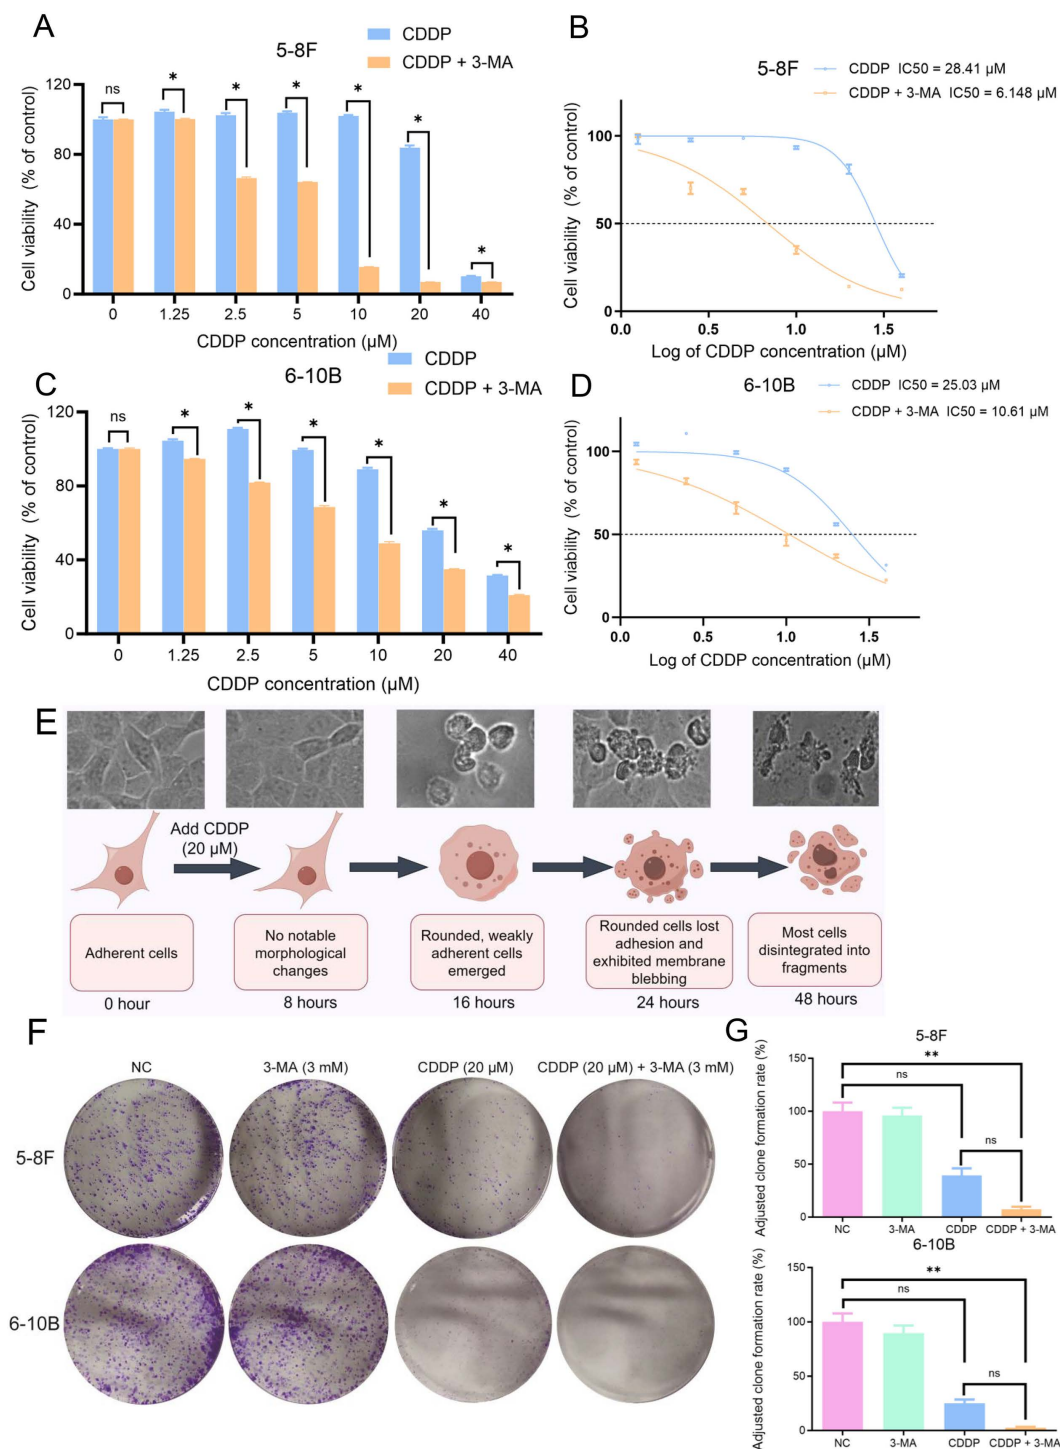 A
5-8F
CDDP
CDDP + 3-MA
Cell viability (% of control)
120
80
40
0
ns
*
*
*
*
*
*
0 1.25 2.5 5 10 20 40
CDDP concentration (µM)
B
5-8F
CDDP IC50 = 28.41 µM
CDDP + 3-MA IC50 = 6.148 µM
Cell viability (% of control)
100
50
0
0.0 0.5 1.0 1.5
Log of CDDP concentration (µM)
C
6-10B
CDDP
CDDP + 3-MA
Cell viability (% of control)
120
80
40
0
ns
*
*
*
*
*
*
0 1.25 2.5 5 10 20 40
CDDP concentration (µM)
D
6-10B
CDDP IC50 = 25.03 µM
CDDP + 3-MA IC50 = 10.61 µM
Cell viability (% of control)
100
50
0
0.0 0.5 1.0 1.5
Log of CDDP concentration (µM)
E
Add CDDP
(20 µM)
Adherent cells
0 hour
No notable
morphological
changes
8 hours
Rounded, weakly
adherent cells
emerged
16 hours
Rounded cells lost
adhesion and
exhibited membrane
blebbing
24 hours
Most cells
disintegrated into
fragments
48 hours
F
NC
3-MA (3 mM)
CDDP (20 µM)
CDDP (20 µM) + 3-MA (3 mM)
5-8F
6-10B
G
5-8F
Adjusted clone formation rate (%)
150
100
50
0
**
ns
ns
NC 3-MA CDDP CDDP + 3-MA
6-10B
Adjusted clone formation rate (%)
150
100
50
0
**
ns
ns
NC 3-MA CDDP CDDP + 3-MA